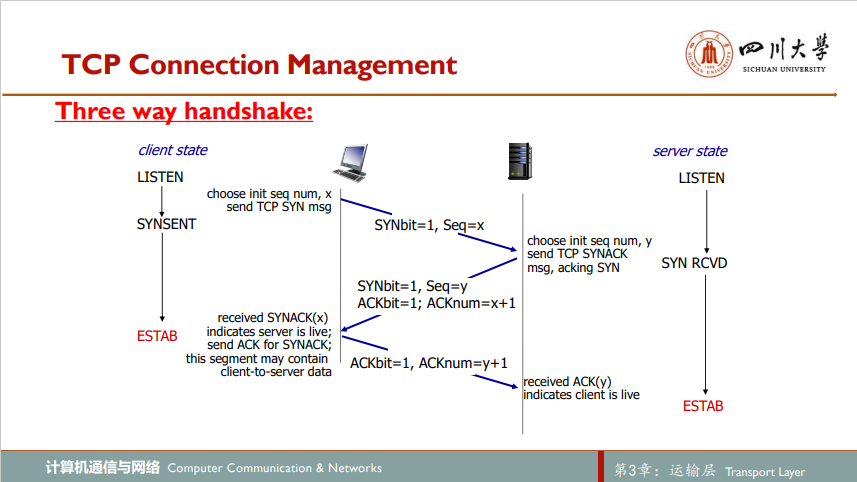 TCP Connection Management
四川大学
SICHUAN UNIVERSITY
Three way handshake:
client state
server state
LISTEN
LISTEN
choose init seq num, x
send TCP SYN msg
SYNSENT
SYNbit=1, Seq=x
choose init seq num, y
send TCP SYNACK
msg, acking SYN
SYN RCVD
SYNbit=1, Seq=y
ACKbit=1; ACKnum=x+1
received SYNACK(x)
indicates server is live;
send ACK for SYNACK;
this segment may contain
client-to-server data
ESTAB
ACKbit=1, ACKnum=y+1
received ACK(y)
indicates client is live
ESTAB
计算机通信与网络 Computer Communication & Networks
第3章：运输层 Transport Layer